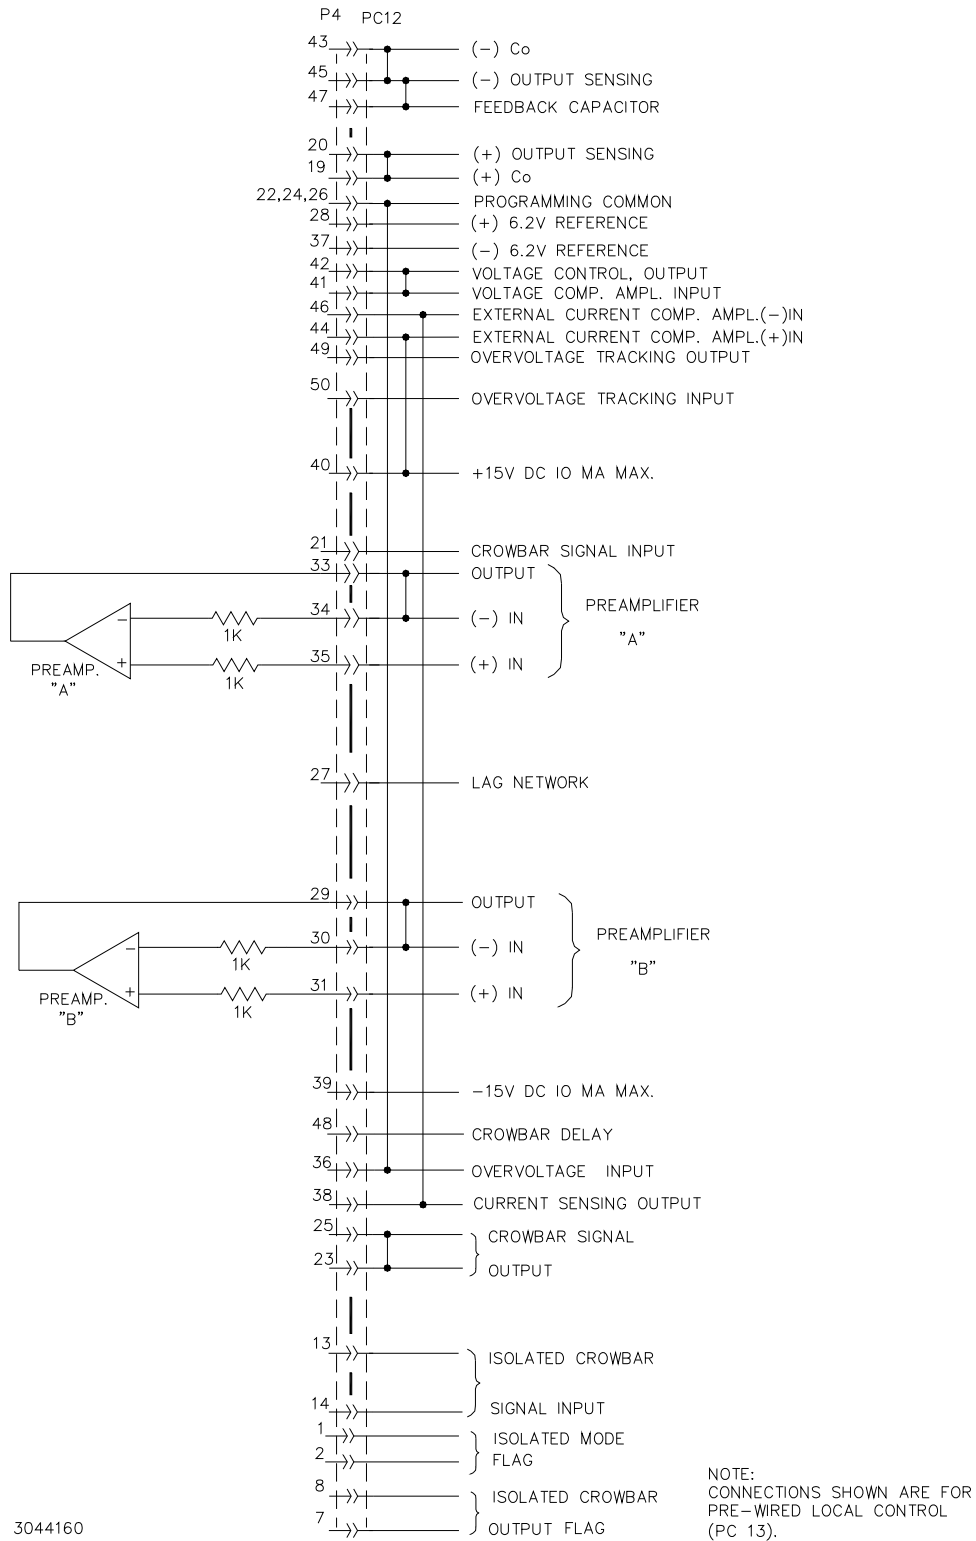 P4 PC12
43 (−) Co
45 (−) OUTPUT SENSING
47 FEEDBACK CAPACITOR
20 (+) OUTPUT SENSING
19 (+) Co
22,24,26 PROGRAMMING COMMON
28 (+) 6.2V REFERENCE
37 (−) 6.2V REFERENCE
42 VOLTAGE CONTROL, OUTPUT
41 VOLTAGE COMP. AMPL. INPUT
46 EXTERNAL CURRENT COMP. AMPL.(−)IN
44 EXTERNAL CURRENT COMP. AMPL.(+)IN
49 OVERVOLTAGE TRACKING OUTPUT
50 OVERVOLTAGE TRACKING INPUT
40 +15V DC IO MA MAX.
21 CROWBAR SIGNAL INPUT
33 OUTPUT
− 1K 34 (−) IN
+ 1K 35 (+) IN
PREAMPLIFIER
"A"
PREAMP.
"A"
27 LAG NETWORK
29 OUTPUT
− 1K 30 (−) IN
+ 1K 31 (+) IN
PREAMPLIFIER
"B"
PREAMP.
"B"
39 −15V DC IO MA MAX.
48 CROWBAR DELAY
36 OVERVOLTAGE INPUT
38 CURRENT SENSING OUTPUT
25 CROWBAR SIGNAL
23 OUTPUT
13 ISOLATED CROWBAR
14 SIGNAL INPUT
1 ISOLATED MODE
2 FLAG
8 ISOLATED CROWBAR
7 OUTPUT FLAG
NOTE:
CONNECTIONS SHOWN ARE FOR
PRE−WIRED LOCAL CONTROL
(PC 13).
3044160